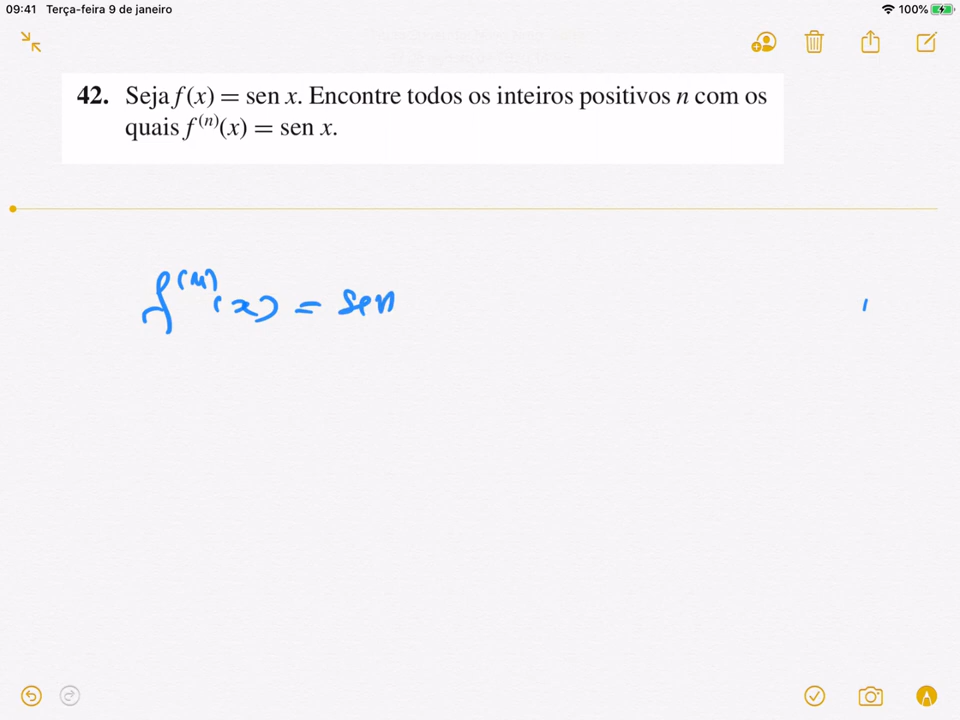 09:41 Terça-feira 9 de janeiro 100%
42. Seja f(x) = sen x. Encontre todos os inteiros positivos n com os
quais f⁽ⁿ⁾(x) = sen x.
f⁽ⁿ⁾(x) = sen